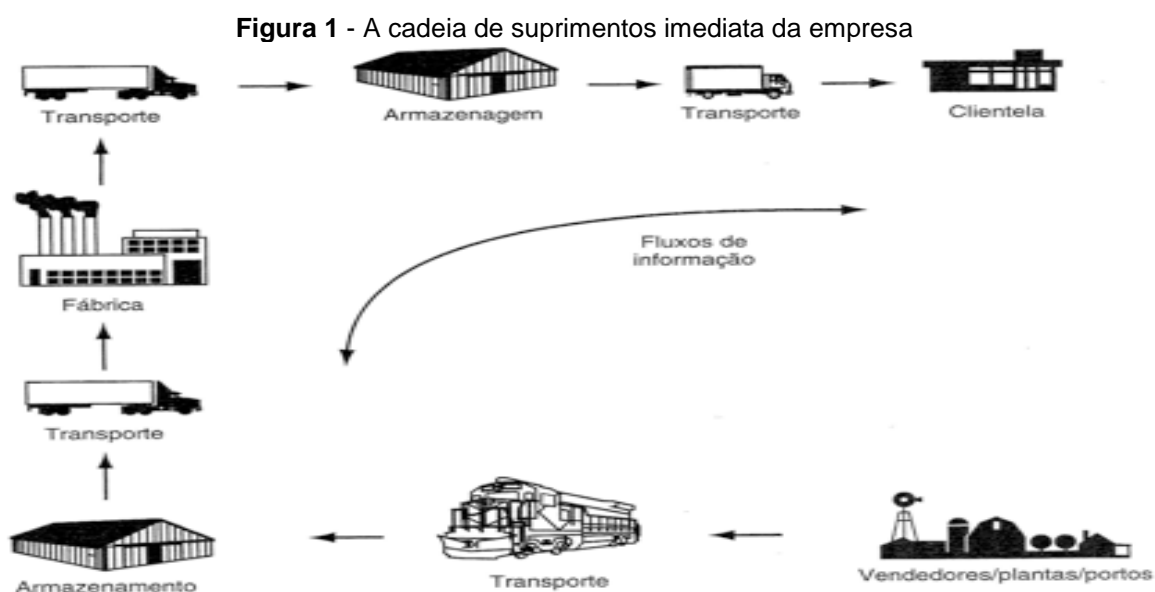 Figura 1 - A cadeia de suprimentos imediata da empresa
Transporte
Armazenagem
Transporte
Clientela
Fluxos de
informação
Fábrica
Transporte
Armazenamento
Transporte
Vendedores/plantas/portos